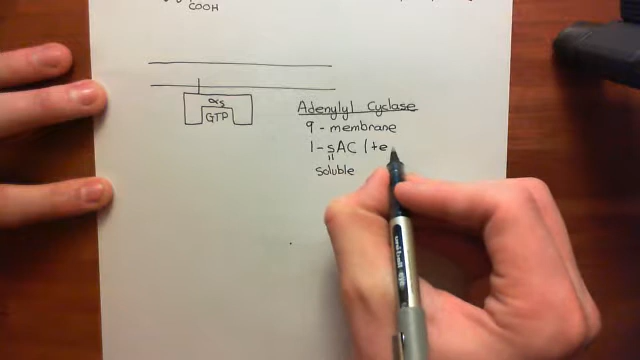 COOH
αs
GTP
Adenylyl Cyclase
9 - membrane
1 - sAC (te
soluble